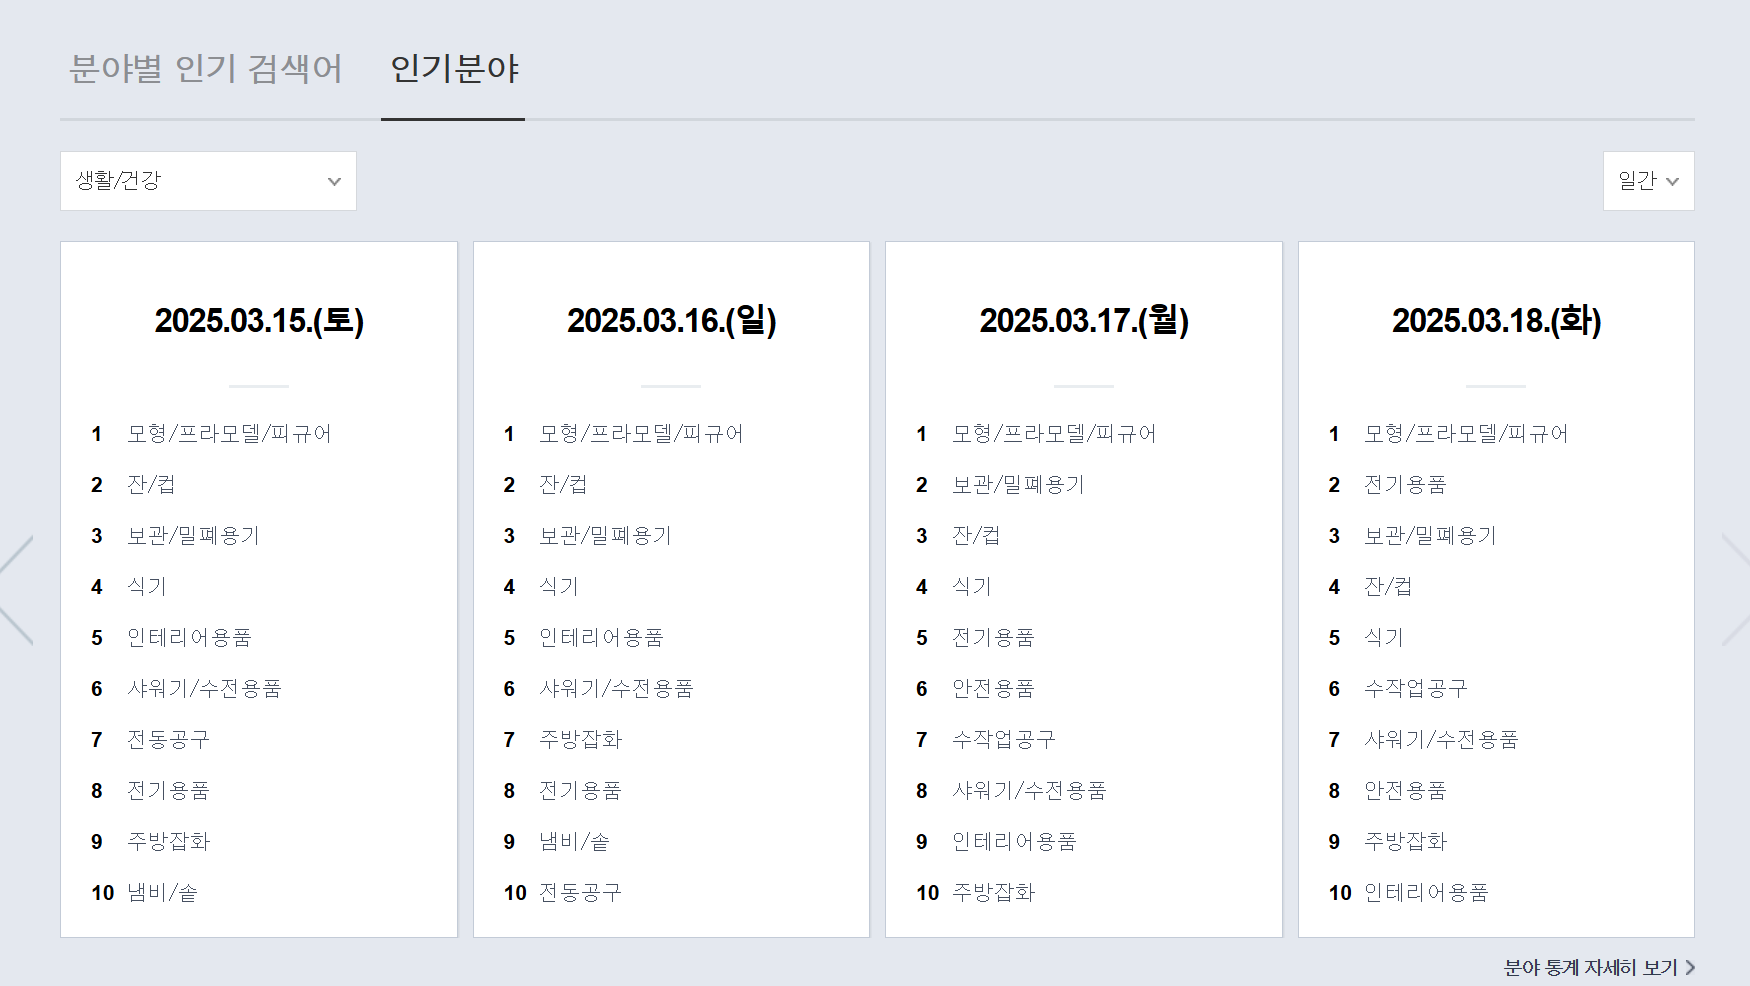 분야별 인기 검색어 인기분야
생활/건강 일간
2025.03.15.(토)
1 모형/프라모델/피규어
2 잔/컵
3 보관/밀폐용기
4 식기
5 인테리어용품
6 샤워기/수전용품
7 전동공구
8 전기용품
9 주방잡화
10 냄비/솥
2025.03.16.(일)
1 모형/프라모델/피규어
2 잔/컵
3 보관/밀폐용기
4 식기
5 인테리어용품
6 샤워기/수전용품
7 주방잡화
8 전기용품
9 냄비/솥
10 전동공구
2025.03.17.(월)
1 모형/프라모델/피규어
2 보관/밀폐용기
3 잔/컵
4 식기
5 전기용품
6 안전용품
7 수작업공구
8 샤워기/수전용품
9 인테리어용품
10 주방잡화
2025.03.18.(화)
1 모형/프라모델/피규어
2 전기용품
3 보관/밀폐용기
4 잔/컵
5 식기
6 수작업공구
7 샤워기/수전용품
8 안전용품
9 주방잡화
10 인테리어용품
분야 통계 자세히 보기